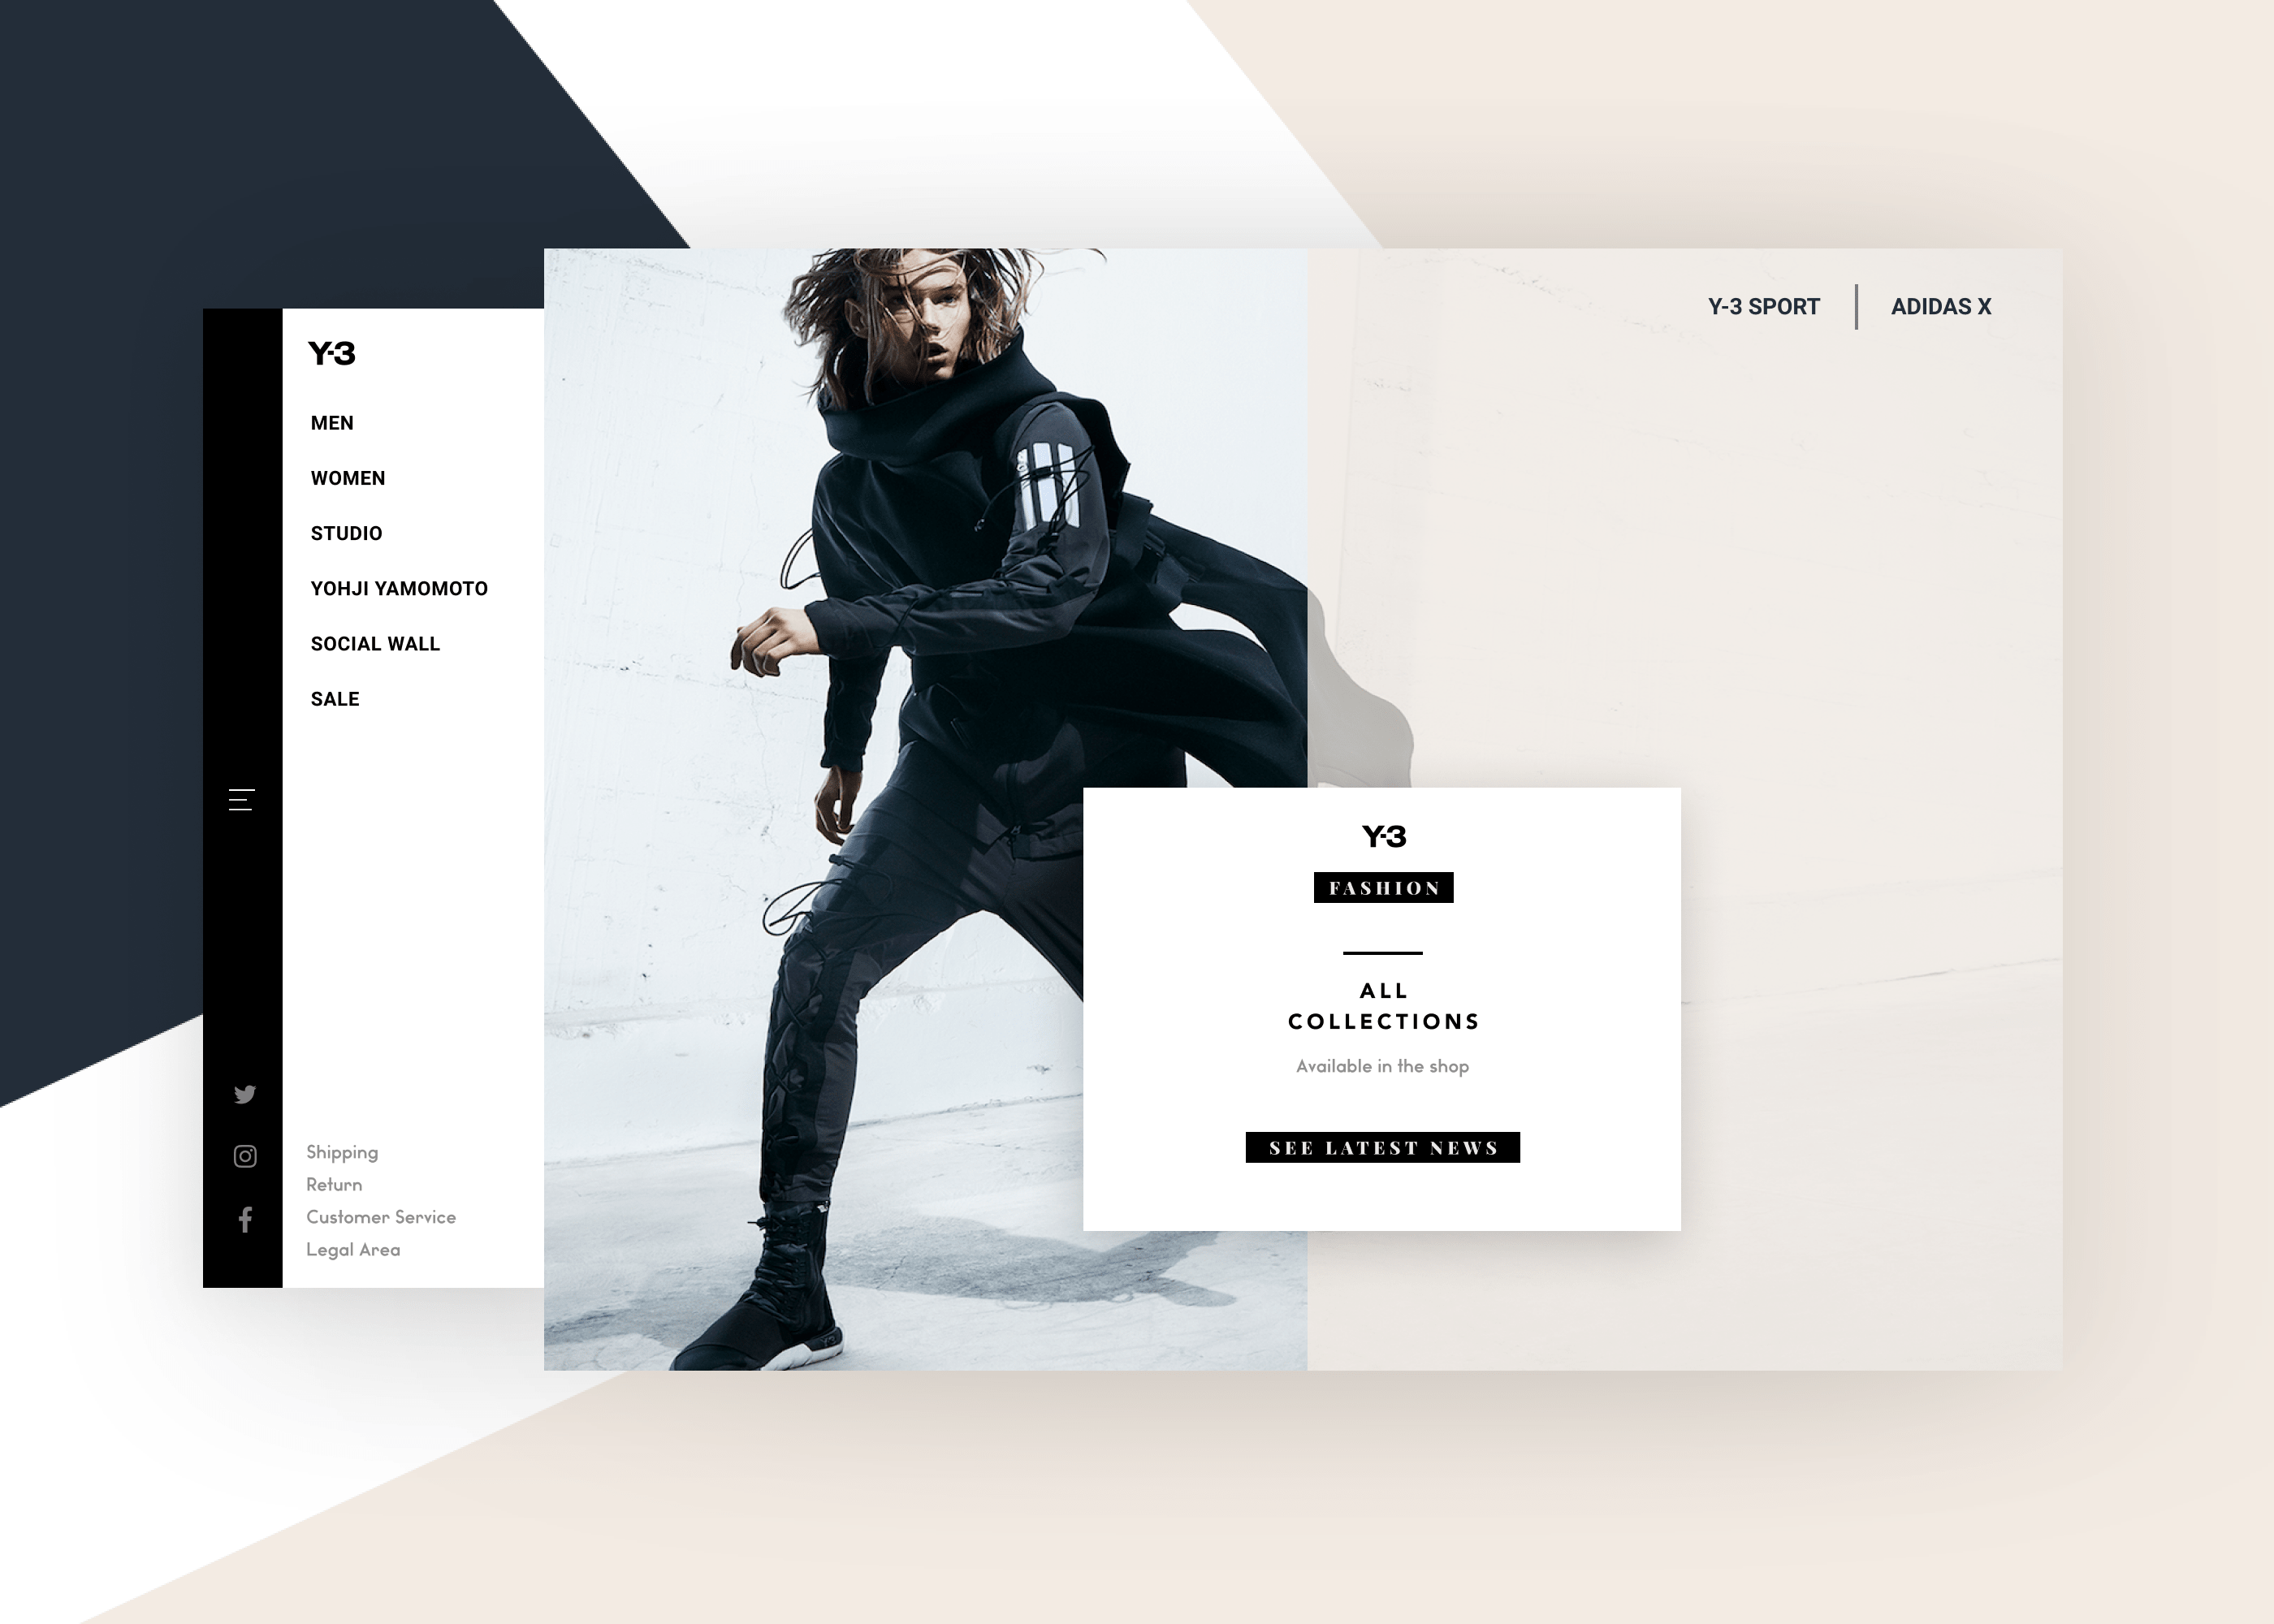 Y-3
MEN
WOMEN
STUDIO
YOHJI YAMOMOTO
SOCIAL WALL
SALE
Shipping
Return
Customer Service
Legal Area
Y-3 SPORT
ADIDAS X
Y-3
FASHION
ALL
COLLECTIONS
Available in the shop
SEE LATEST NEWS